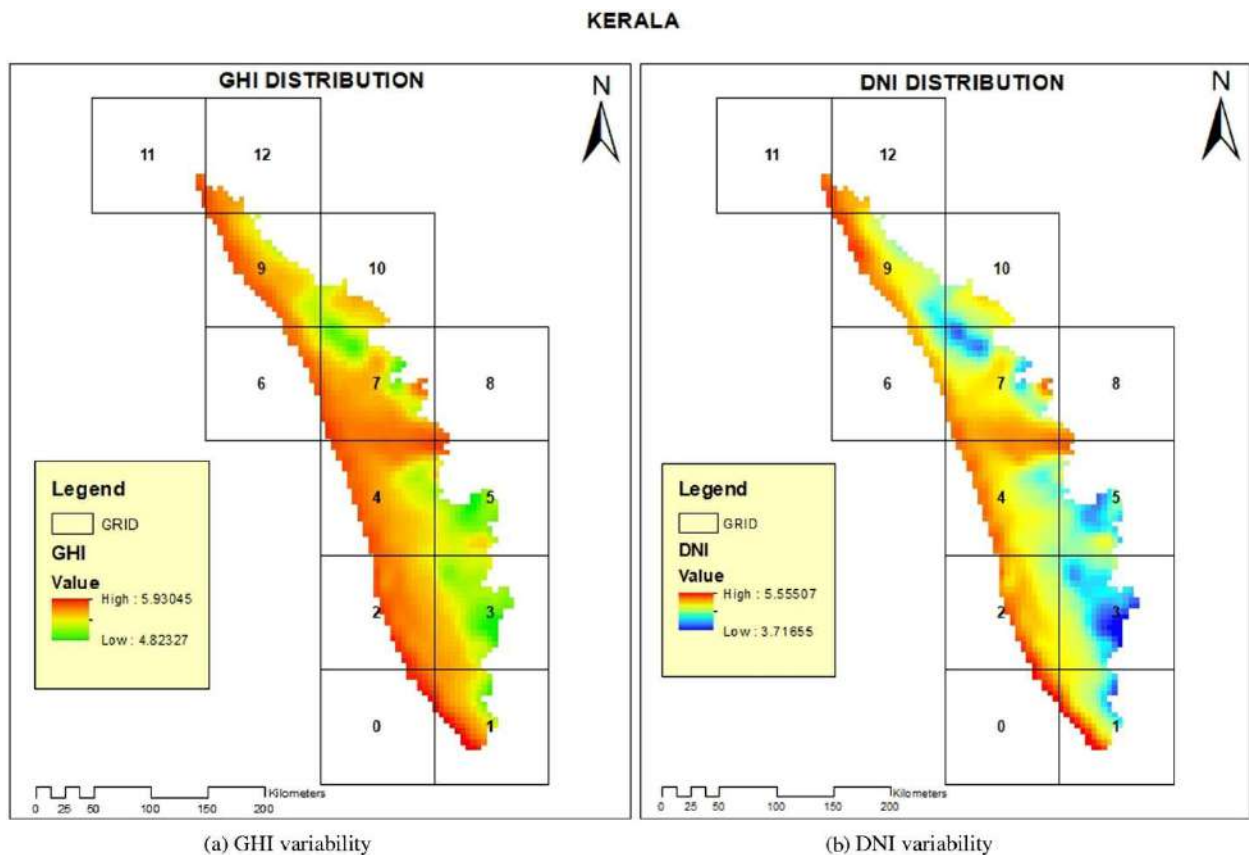 KERALA
GHI DISTRIBUTION
N
11
12
9
10
6
7
8
4
5
2
3
0
1
Legend
GRID
GHI
Value
High : 5.93045
Low : 4.82327
Kilometers
0 25 50 100 150 200
(a) GHI variability
DNI DISTRIBUTION
N
11
12
9
10
6
7
8
4
5
2
3
0
1
Legend
GRID
DNI
Value
High : 5.55507
Low : 3.71655
Kilometers
0 25 50 100 150 200
(b) DNI variability